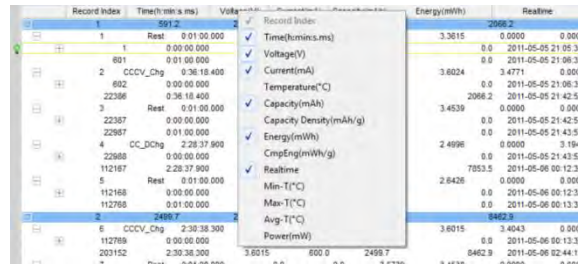 Record Index Time(h:min:s.ms) Energy(mWh) Realtime
1 591.2 2 2066.2
1 Rest 0:01:00.000 3.3615 0.0000 0.000
1 0:00:00.000 0.0 2011-05-05 21:05:3
601 0:01:00.000 0.0 2011-05-05 21:06:3
2 CCCV_Chg 0:36:18.400 3.6024 3.4771 0.000
602 0:00:00.000 0.0 2011-05-05 21:06:3
22386 0:36:18.400 2066.2 2011-05-05 21:42:5
3 Rest 0:01:00.000 3.4539 0.0000 0.000
22387 0:00:00.000 0.0 2011-05-05 21:42:5
22987 0:01:00.000 0.0 2011-05-05 21:43:5
4 CC_DChg 2:28:37.900 2.4996 0.0000 3.194
22988 0:00:00.000 0.0 2011-05-05 21:43:5
112167 2:28:37.900 7853.5 2011-05-06 00:12:3
5 Rest 0:01:00.000 2.6426 0.0000 0.000
112168 0:00:00.000 0.0 2011-05-06 00:12:3
112768 0:01:00.000 0.0 2011-05-06 00:13:3
2 2499.7 2 8462.9
6 CCCV_Chg 2:30:38.300 3.6015 3.4043 0.000
112769 0:00:00.000 0.0 2011-05-06 00:13:3
203152 2:30:38.300 3.6015 600.0 2499.7 8462.9 2011-05-06 02:44:1
Record Index
Time(h:min:s.ms)
Voltage(V)
Current(mA)
Temperature(°C)
Capacity(mAh)
Capacity Density(mAh/g)
Energy(mWh)
CmpEng(mWh/g)
Realtime
Min-T(°C)
Max-T(°C)
Avg-T(°C)
Power(mW)